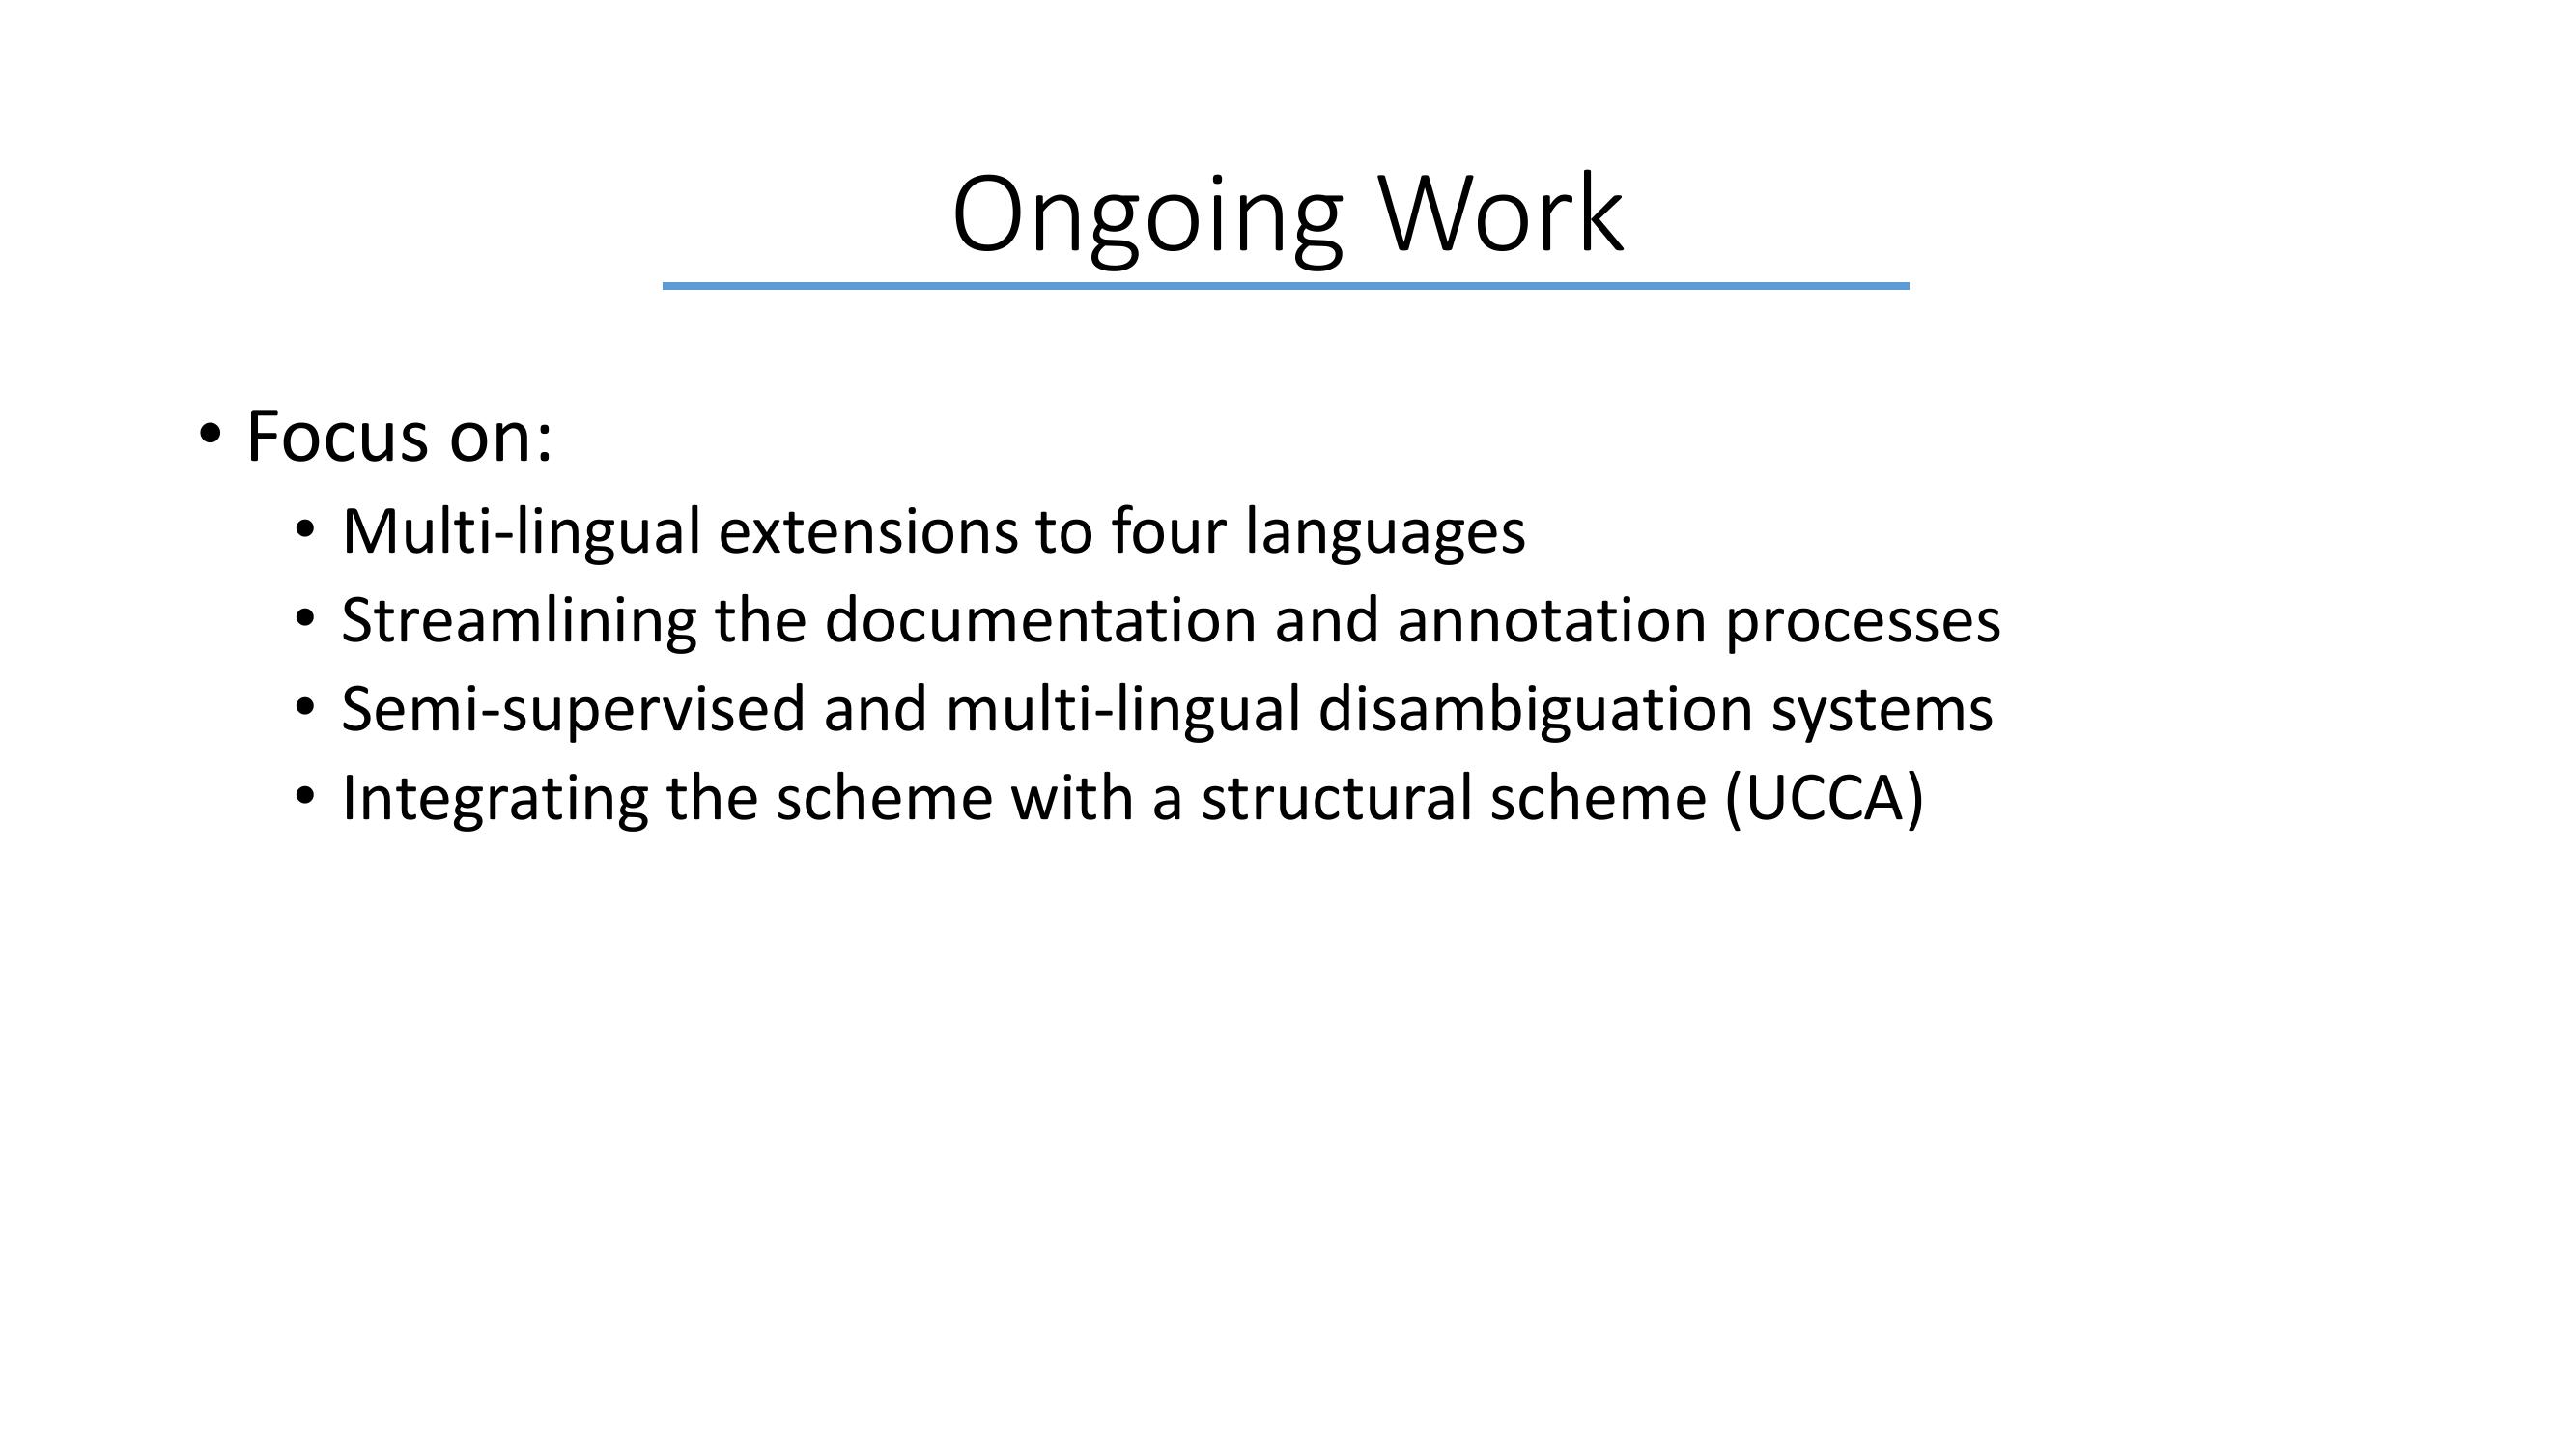 Ongoing Work
• Focus on:
• Multi-lingual extensions to four languages
• Streamlining the documentation and annotation processes
• Semi-supervised and multi-lingual disambiguation systems
• Integrating the scheme with a structural scheme (UCCA)